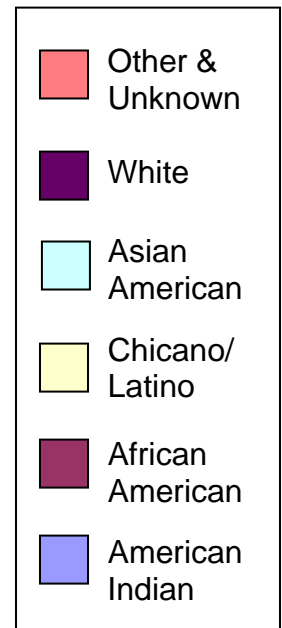 Other &
Unknown
White
Asian
American
Chicano/
Latino
African
American
American
Indian